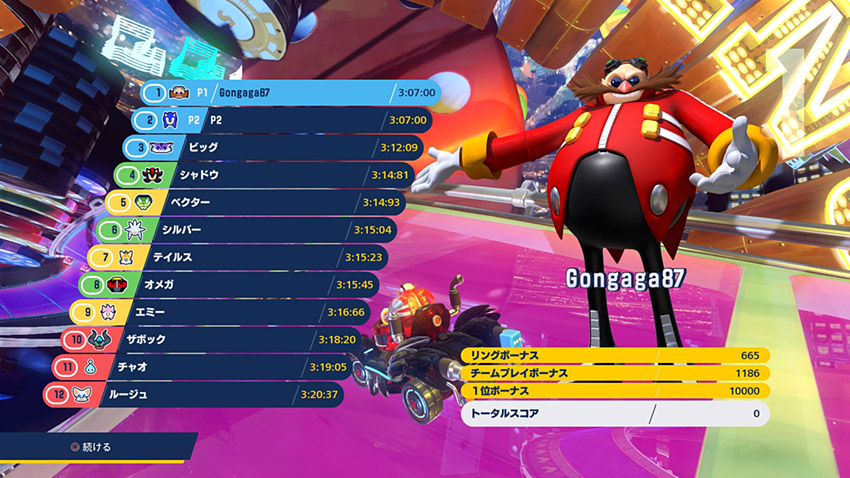 1 P1 Gongaga87 3:07:00
2 P2 P2 3:07:00
3 ビッグ 3:12:09
4 シャドウ 3:14:81
5 ベクター 3:14:93
6 シルバー 3:15:04
7 テイルス 3:15:23
8 オメガ 3:15:45
9 エミー 3:16:66
10 ザボック 3:18:20
11 チャオ 3:19:05
12 ルージュ 3:20:37
Gongaga87
リングボーナス 665
チームプレイボーナス 1186
1位ボーナス 10000
トータルスコア 0
続ける